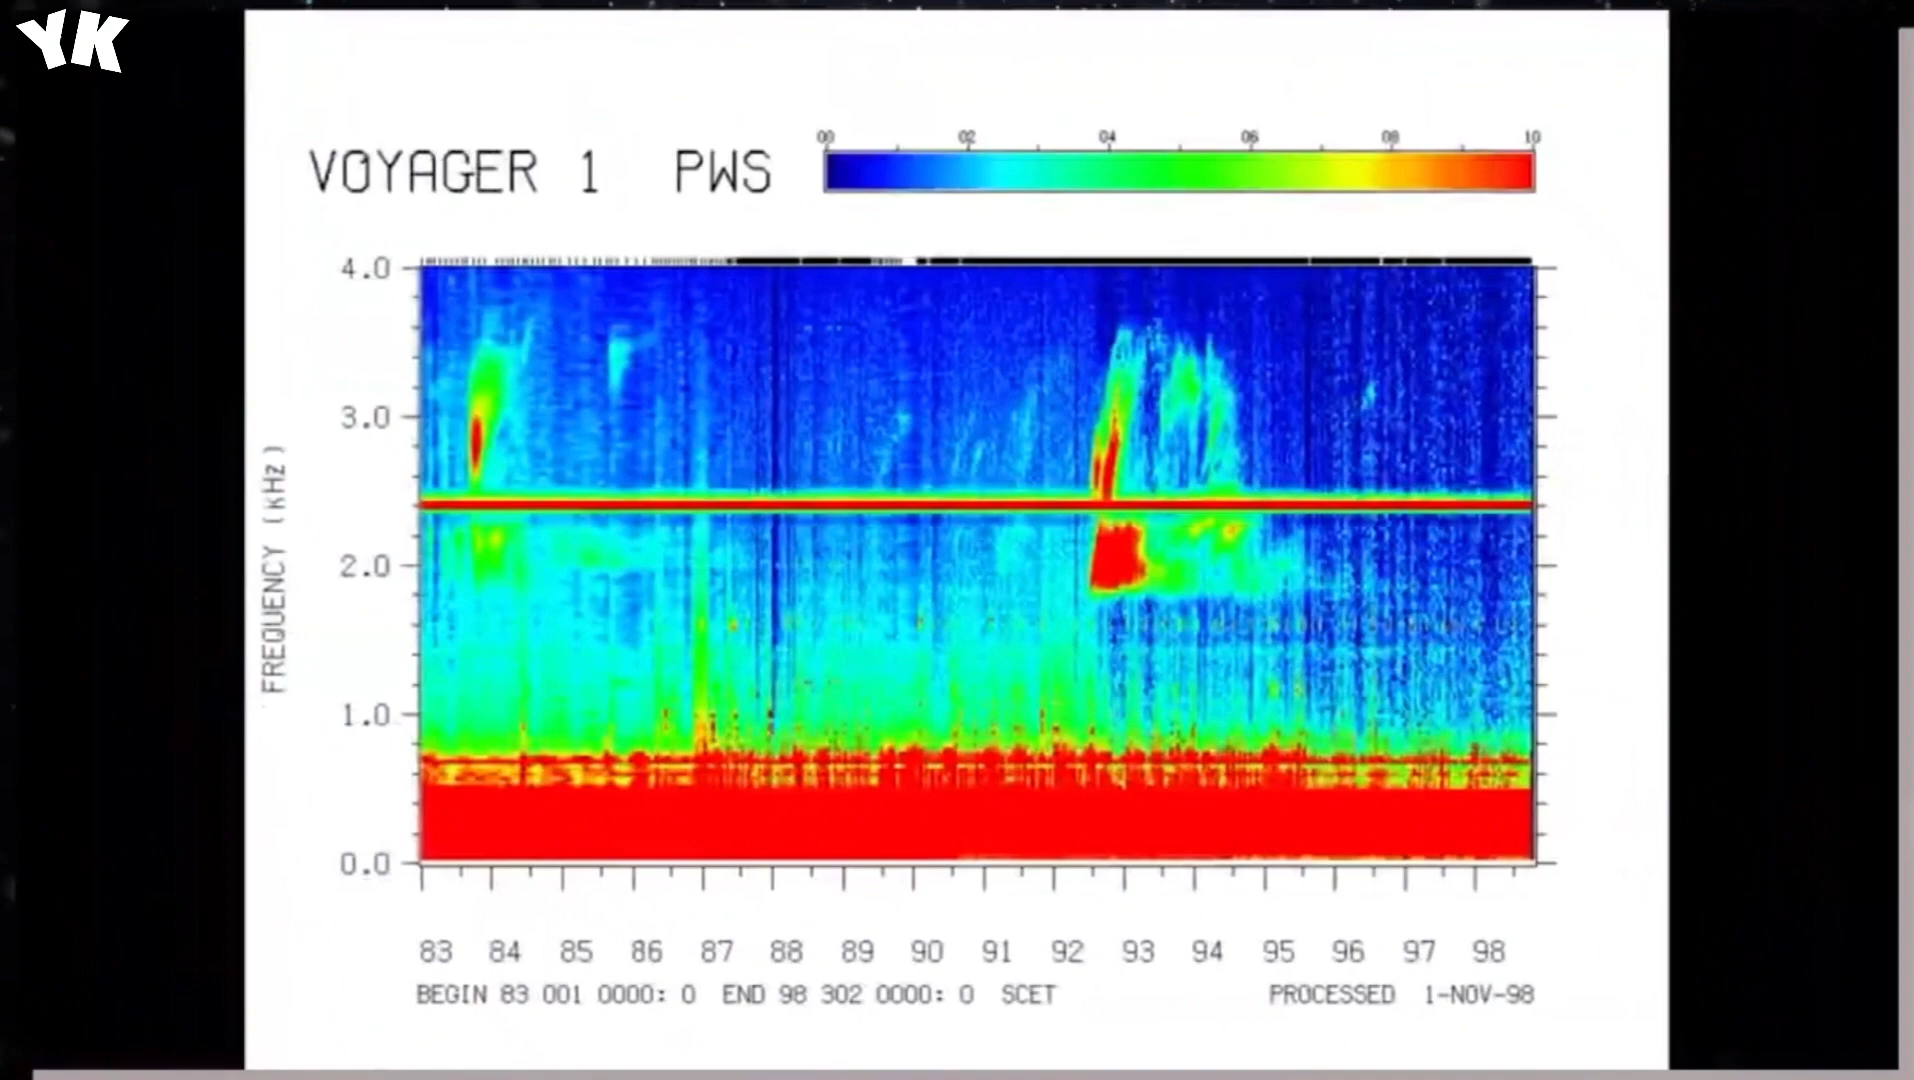 YK
VOYAGER 1 PWS
00 02 04 06 08 10
4.0
3.0
2.0
1.0
0.0
FREQUENCY (kHz)
83 84 85 86 87 88 89 90 91 92 93 94 95 96 97 98
BEGIN 83 001 0000: 0 END 98 302 0000: 0 SCET PROCESSED 1-NOV-98